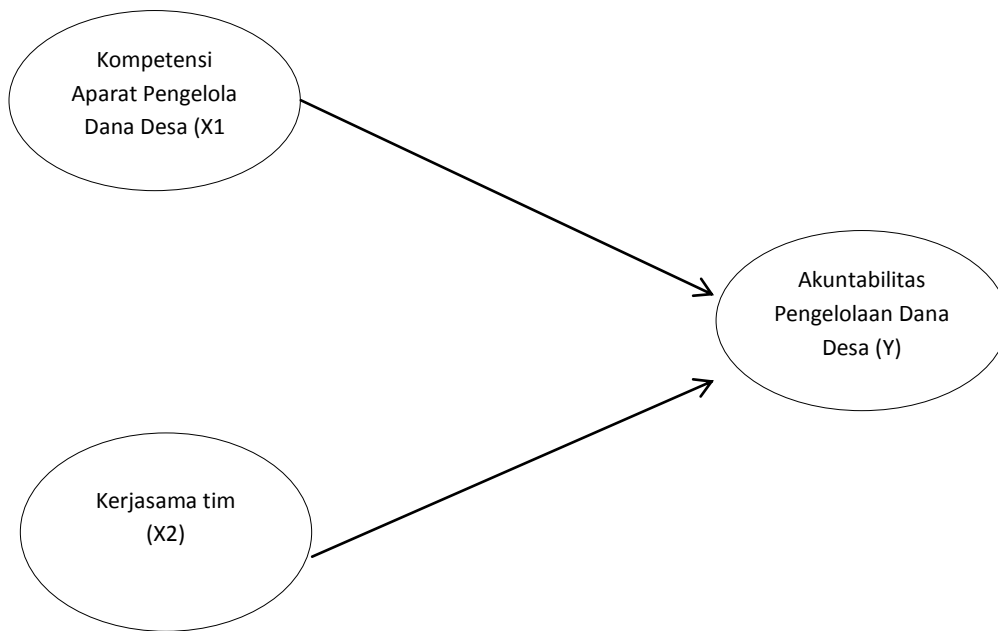 Kompetensi
Aparat Pengelola
Dana Desa (X1
Akuntabilitas
Pengelolaan Dana
Desa (Y)
Kerjasama tim
(X2)